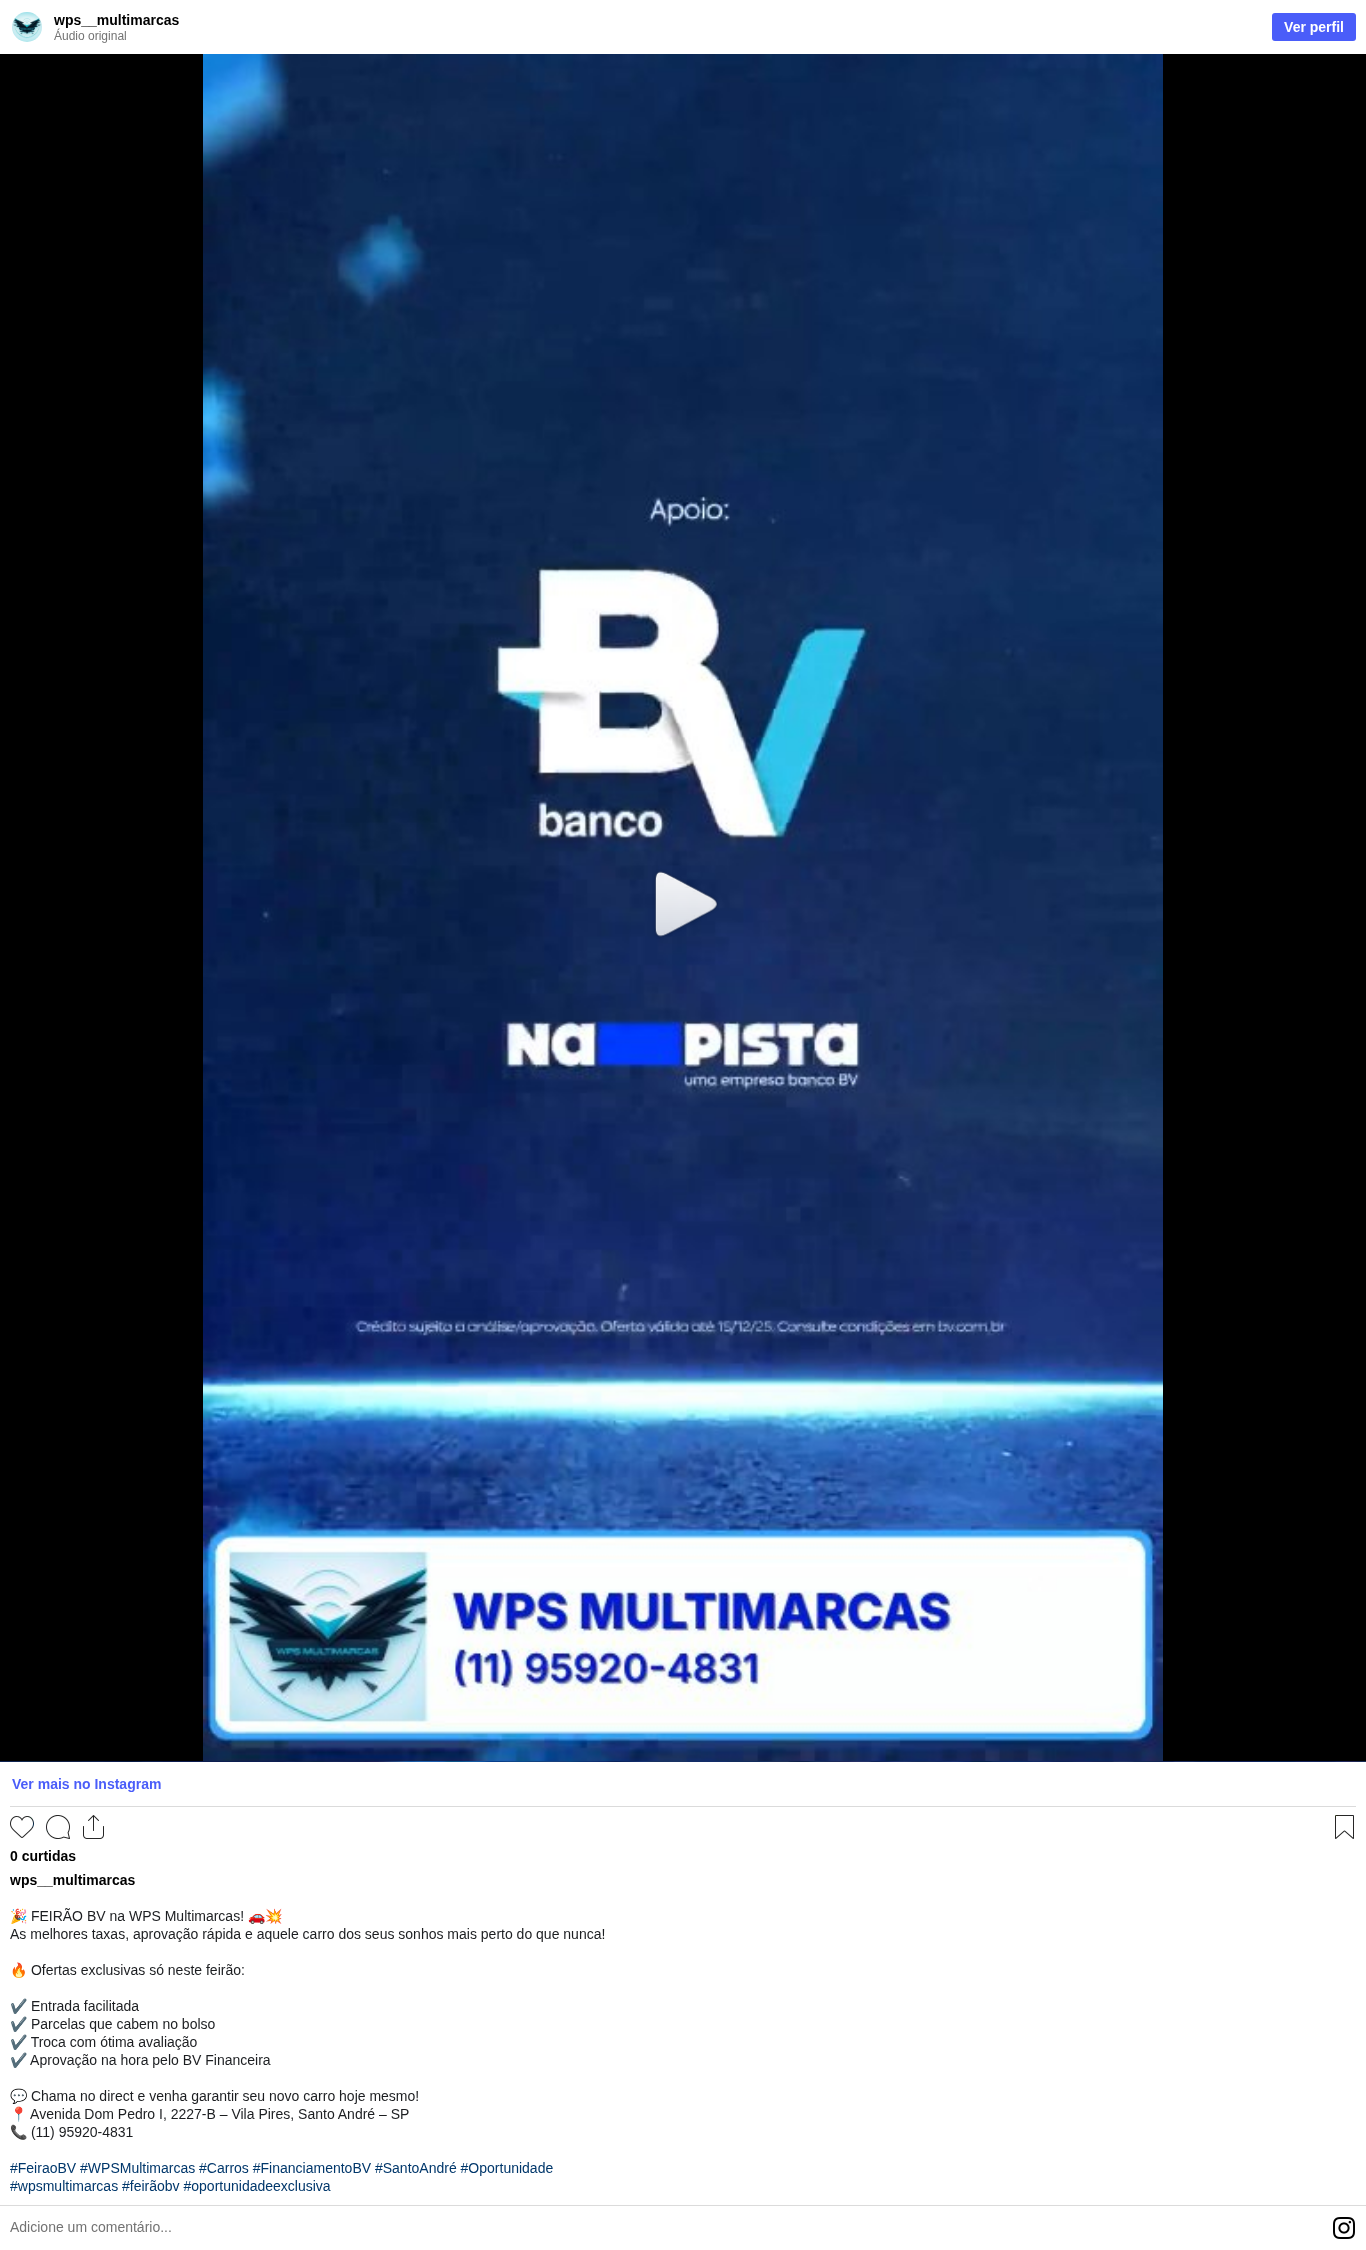 wps__multimarcas
Áudio original
Ver perfil
Apoio:
BV
banco
NA PISTA
uma empresa banco BV
Crédito sujeito a análise/aprovação. Oferta válida até 15/12/25. Consulte condições em bv.com.br
WPS MULTIMARCAS
WPS MULTIMARCAS
(11) 95920-4831
Ver mais no Instagram
0 curtidas
wps__multimarcas
🎉 FEIRÃO BV na WPS Multimarcas! 🚗💥
As melhores taxas, aprovação rápida e aquele carro dos seus sonhos mais perto do que nunca!
🔥 Ofertas exclusivas só neste feirão:
✔️ Entrada facilitada
✔️ Parcelas que cabem no bolso
✔️ Troca com ótima avaliação
✔️ Aprovação na hora pelo BV Financeira
💬 Chama no direct e venha garantir seu novo carro hoje mesmo!
📍 Avenida Dom Pedro I, 2227-B – Vila Pires, Santo André – SP
📞 (11) 95920-4831
#FeiraoBV #WPSMultimarcas #Carros #FinanciamentoBV #SantoAndré #Oportunidade
#wpsmultimarcas #feirãobv #oportunidadeexclusiva
Adicione um comentário...